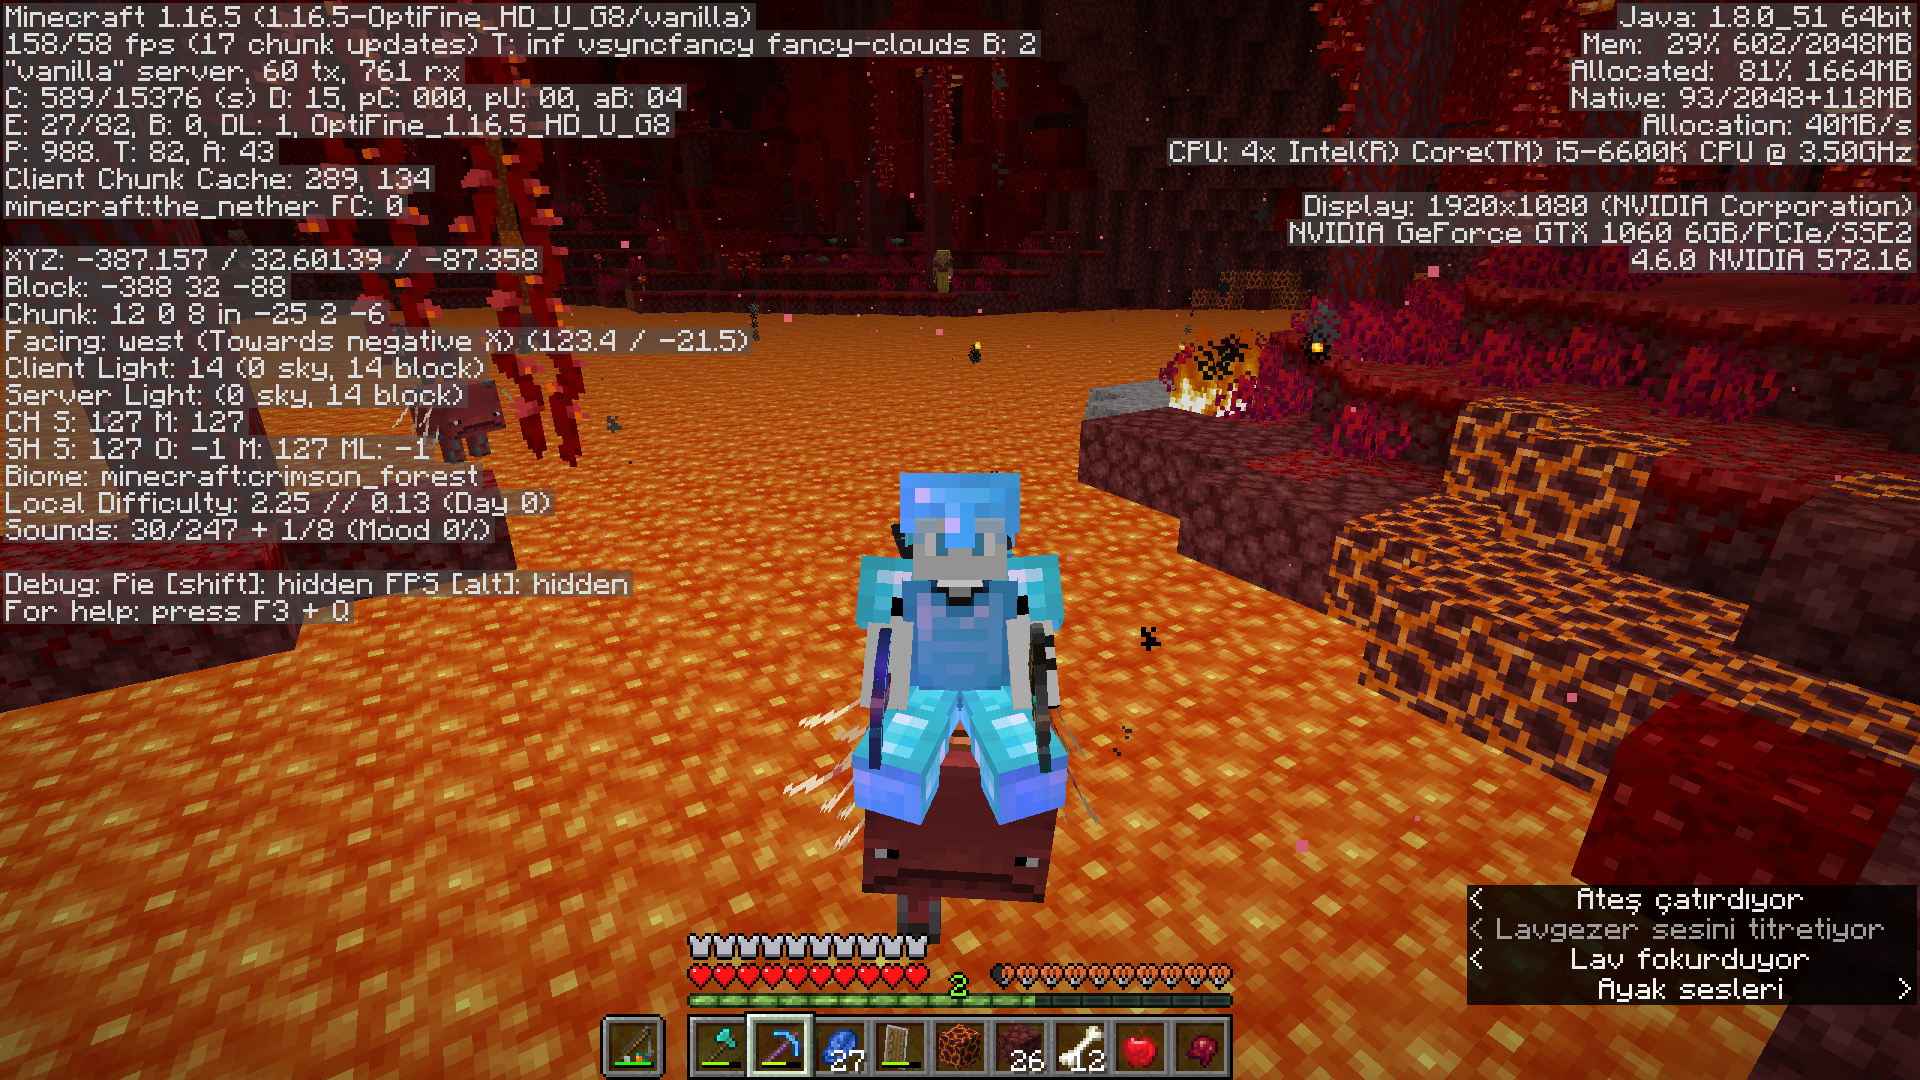 Minecraft 1.16.5 (1.16.5-OptiFine_HD_U_G8/vanilla)
158/58 fps (17 chunk updates) T: inf vsyncfancy fancy-clouds B: 2
"vanilla" server, 60 tx, 761 rx
C: 589/15376 (s) D: 15, pC: 000, pU: 00, aB: 04
E: 27/82, B: 0, DL: 1, OptiFine_1.16.5_HD_U_G8
P: 988. T: 82, A: 43
Client Chunk Cache: 289, 134
minecraft:the_nether FC: 0
XYZ: -387.157 / 32.60139 / -87.358
Block: -388 32 -88
Chunk: 12 0 8 in -25 2 -6
Facing: west (Towards negative X) (123.4 / -21.5)
Client Light: 14 (0 sky, 14 block)
Server Light: (0 sky, 14 block)
CH S: 127 M: 127
SH S: 127 O: -1 M: 127 ML: -1
Biome: minecraft:crimson_forest
Local Difficulty: 2.25 // 0.13 (Day 0)
Sounds: 30/247 + 1/8 (Mood 0%)
Debug: Pie [shift]: hidden FPS [alt]: hidden
For help: press F3 + Q
Java: 1.8.0_51 64bit
Mem: 29% 602/2048MB
Allocated: 81% 1664MB
Native: 93/2048+118MB
Allocation: 40MB/s
CPU: 4x Intel(R) Core(TM) i5-6600K CPU @ 3.50GHz
Display: 1920x1080 (NVIDIA Corporation)
NVIDIA GeForce GTX 1060 6GB/PCIe/SSE2
4.6.0 NVIDIA 572.16
< Ateş çatırdıyor
< Lavgezer sesini titretiyor
< Lav fokurduyor
Ayak sesleri >
2
27 26 12